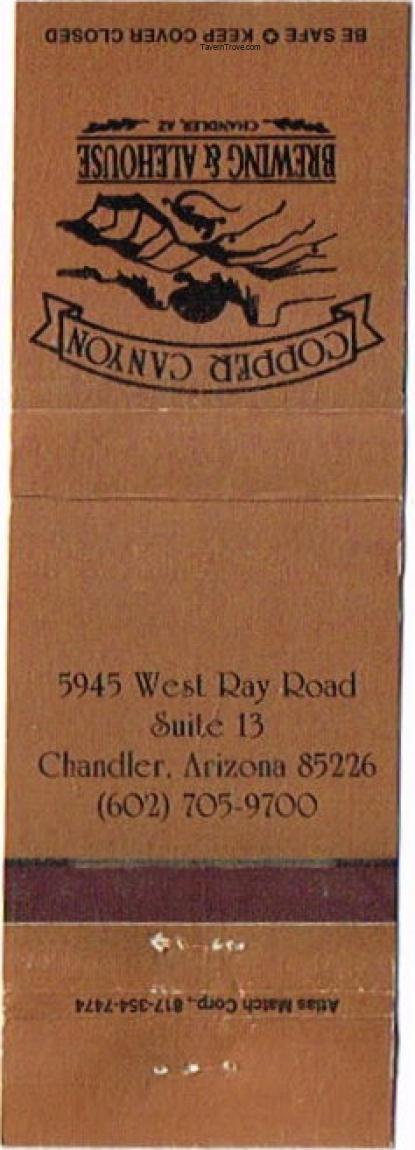 BE SAFE ✪ KEEP COVER CLOSED
TavernTrove.com
CHANDLER, AZ
BREWING & ALEHOUSE
COPPER CANYON
5945 West Ray Road
Suite 13
Chandler, Arizona 85226
(602) 705-9700
Atlas Match Corp., 817-354-7474